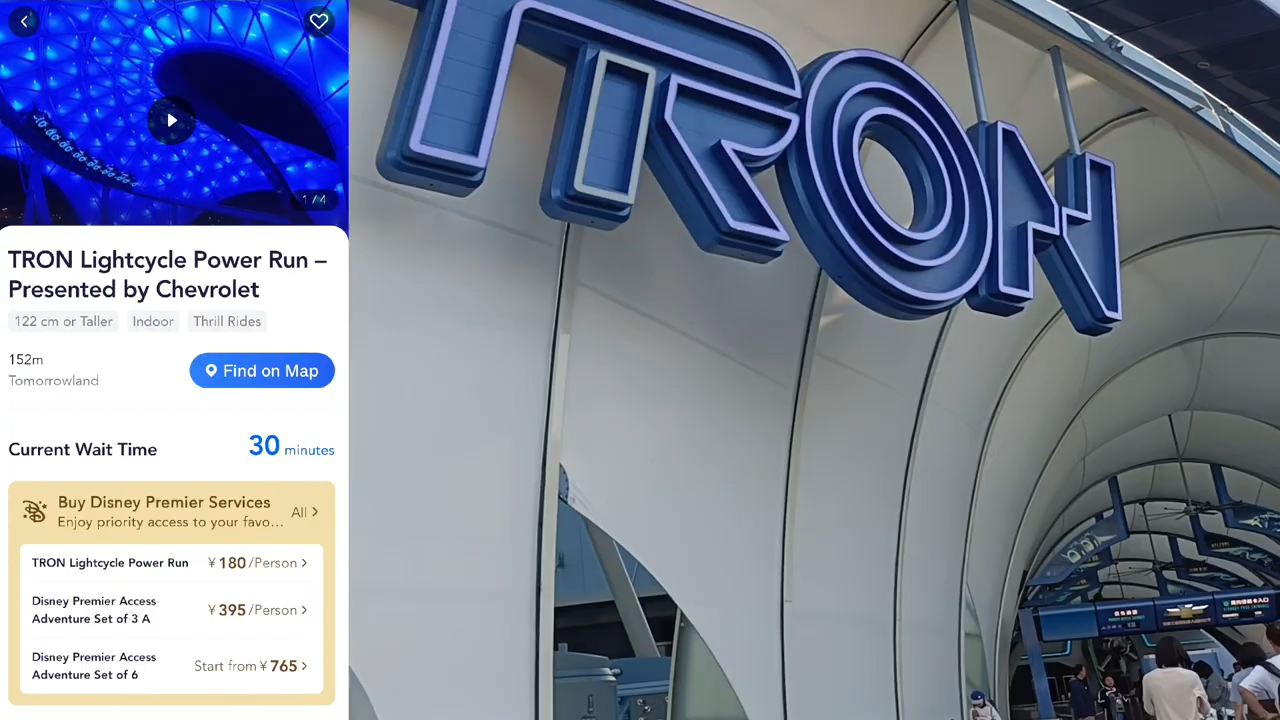 1/4
TRON Lightcycle Power Run –
Presented by Chevrolet
122 cm or Taller
Indoor
Thrill Rides
152m
Find on Map
Tomorrowland
Current Wait Time
30 minutes
Buy Disney Premier Services
Enjoy priority access to your favo...
All
TRON Lightcycle Power Run
¥180/Person
Disney Premier Access
Adventure Set of 3 A
¥395/Person
Disney Premier Access
Adventure Set of 6
Start from ¥765
TRON